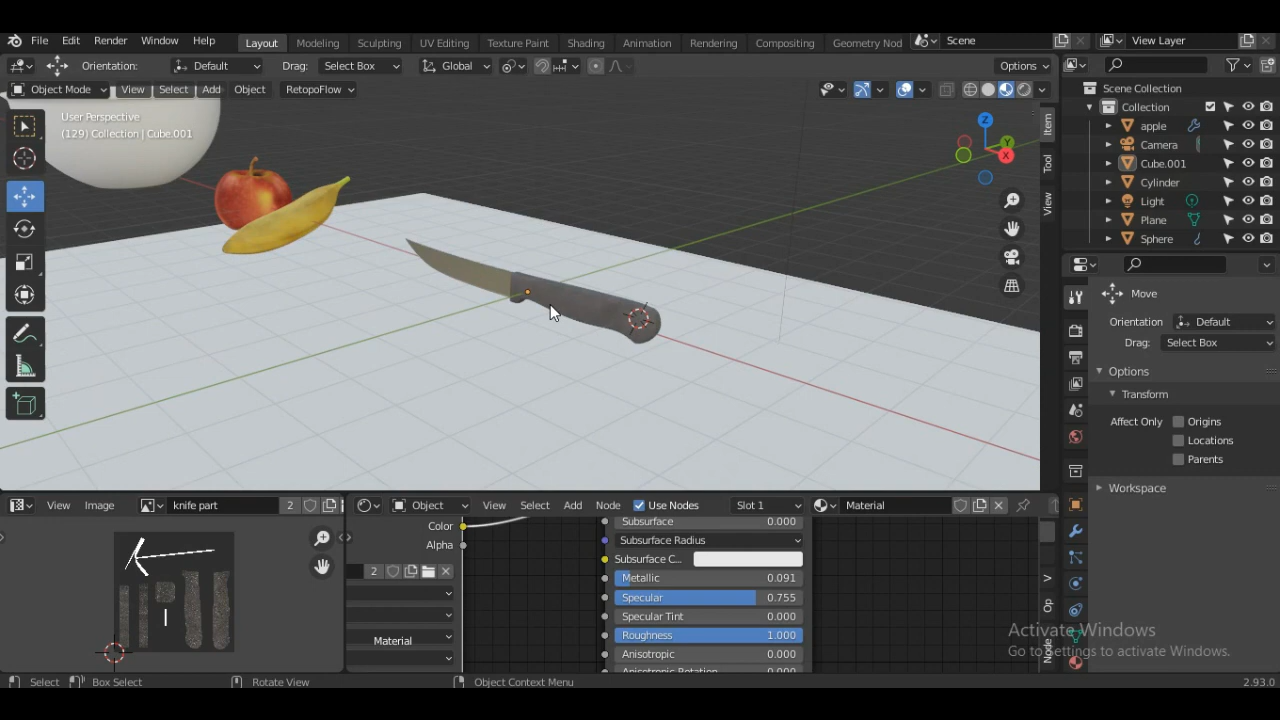 File Edit Render Window Help Layout Modeling Sculpting UV Editing Texture Paint Shading Animation Rendering Compositing Geometry Nod Scene View Layer
Orientation: Default Drag: Select Box Global Options
Object Mode View Select Add Object RetopoFlow
User Perspective
(129) Collection | Cube.001
Z
Y
X
Item
Tool
View
Scene Collection
Collection
apple
Camera
Cube.001
Cylinder
Light
Plane
Sphere
Move
Orientation Default
Drag: Select Box
Options
Transform
Affect Only Origins
Locations
Parents
Workspace
View Image knife part 2
Object View Select Add Node Use Nodes Slot 1 Material
Color
Alpha
2
Material
Subsurface 0.000
Subsurface Radius
Subsurface C...
Metallic 0.091
Specular 0.755
Specular Tint 0.000
Roughness 1.000
Anisotropic 0.000
Anisotropic Rotation 0.000
V
Op
Node
Activate Windows
Go to Settings to activate Windows.
Select Box Select Rotate View Object Context Menu 2.93.0